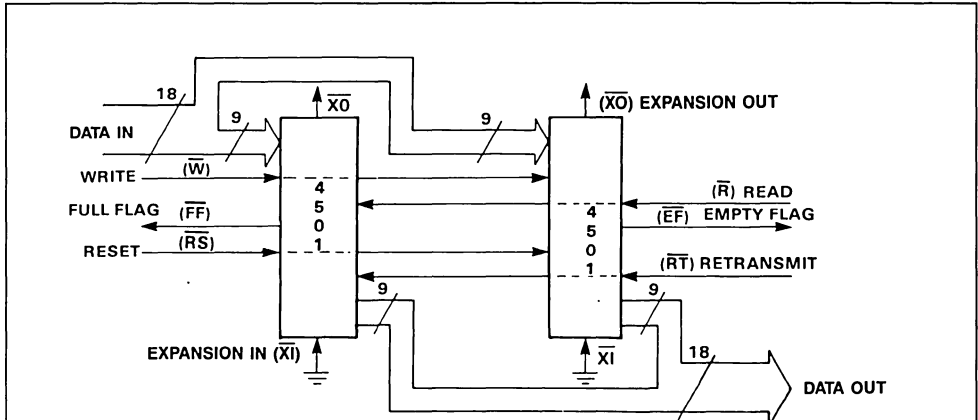 18
(X̅O̅) EXPANSION OUT
X̅O̅
DATA IN
9
9
WRITE (W̅)
(R̅) READ
FULL FLAG (F̅F̅)
(E̅F̅) EMPTY FLAG
RESET (R̅S̅)
(R̅T̅) RETRANSMIT
4
5
0
1
4
5
0
1
9
9
EXPANSION IN (X̅I̅)
X̅I̅
18
DATA OUT